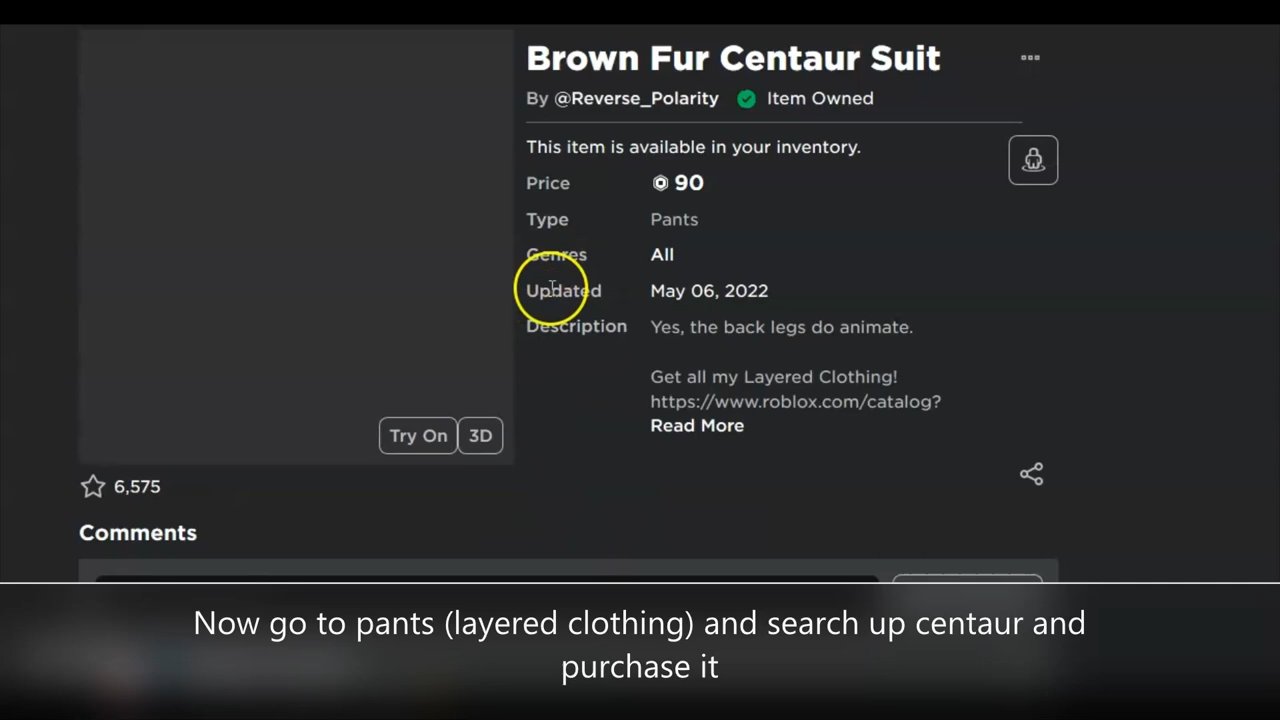 Brown Fur Centaur Suit
By @Reverse_Polarity Item Owned
This item is available in your inventory.
Price 90
Type Pants
Genres All
Updated May 06, 2022
Description Yes, the back legs do animate.
Get all my Layered Clothing!
https://www.roblox.com/catalog?
Read More
Try On 3D
6,575
Comments
Now go to pants (layered clothing) and search up centaur and
purchase it